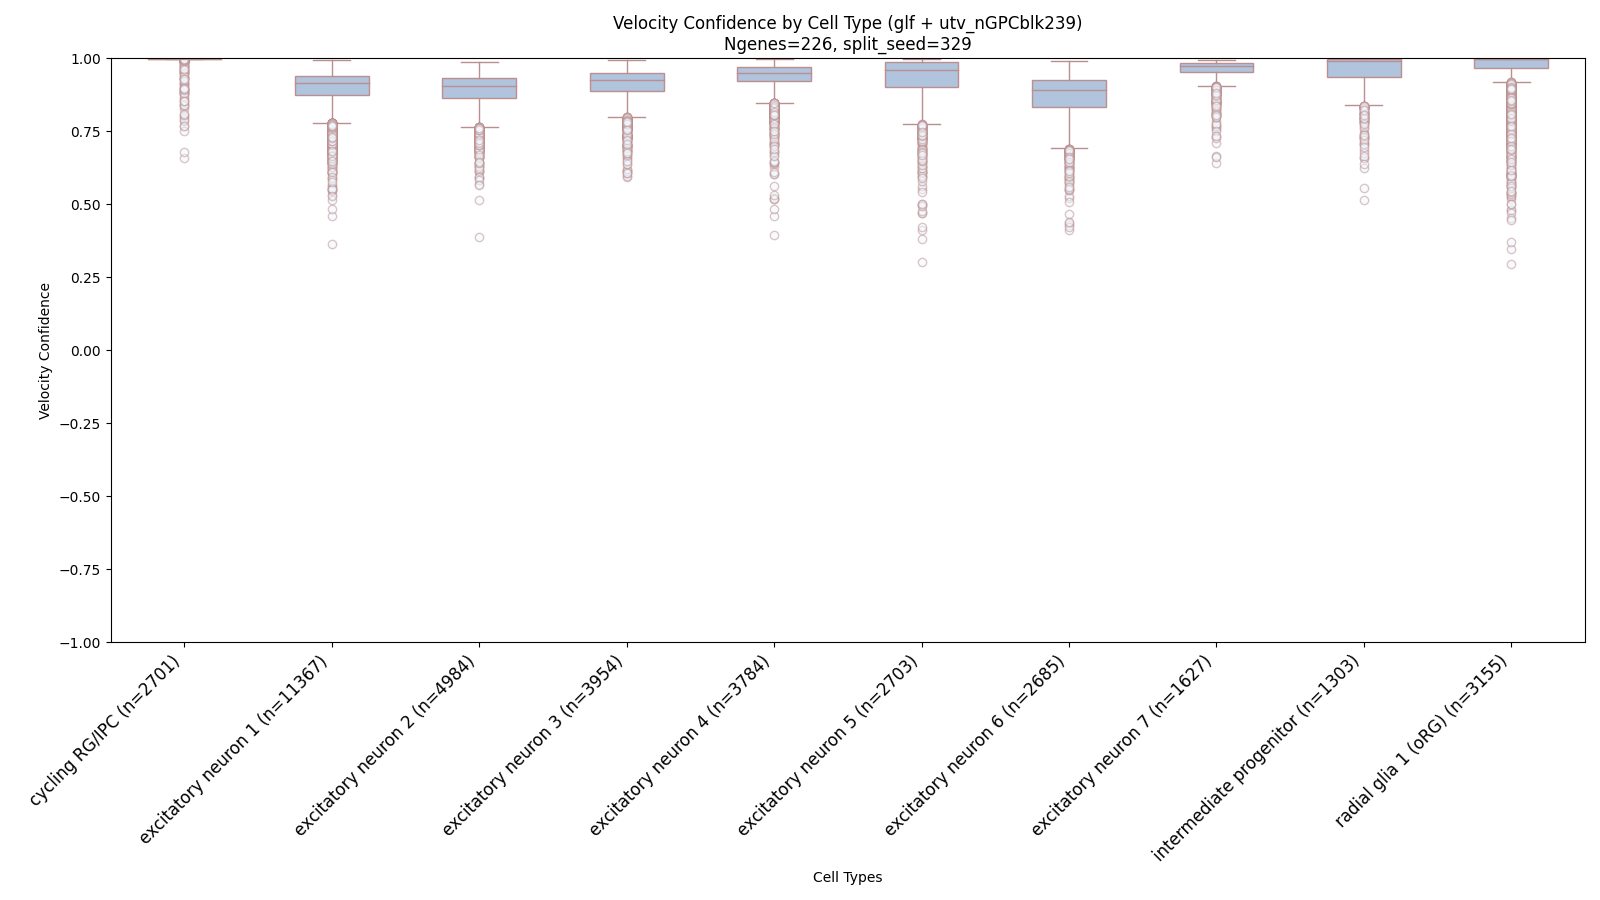 Velocity Confidence by Cell Type (glf + utv_nGPCblk239)
Ngenes=226, split_seed=329
1.00
0.75
0.50
0.25
0.00
−0.25
−0.50
−0.75
−1.00
Velocity Confidence
cycling RG/IPC (n=2701)
excitatory neuron 1 (n=11367)
excitatory neuron 2 (n=4984)
excitatory neuron 3 (n=3954)
excitatory neuron 4 (n=3784)
excitatory neuron 5 (n=2703)
excitatory neuron 6 (n=2685)
excitatory neuron 7 (n=1627)
intermediate progenitor (n=1303)
radial glia 1 (oRG) (n=3155)
Cell Types